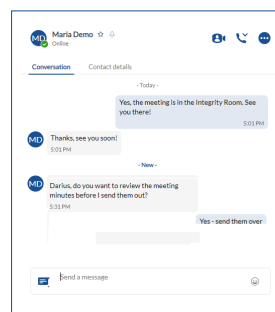 MD
Maria Demo
Online
Conversation Contact details
- Today -
Yes, the meeting is in the Integrity Room. See
you there!
5:01 PM
MD
Thanks, see you soon!
5:01 PM
- New -
MD
Darius, do you want to review the meeting
minutes before I send them out?
5:31 PM
Yes - send them over
Send a message